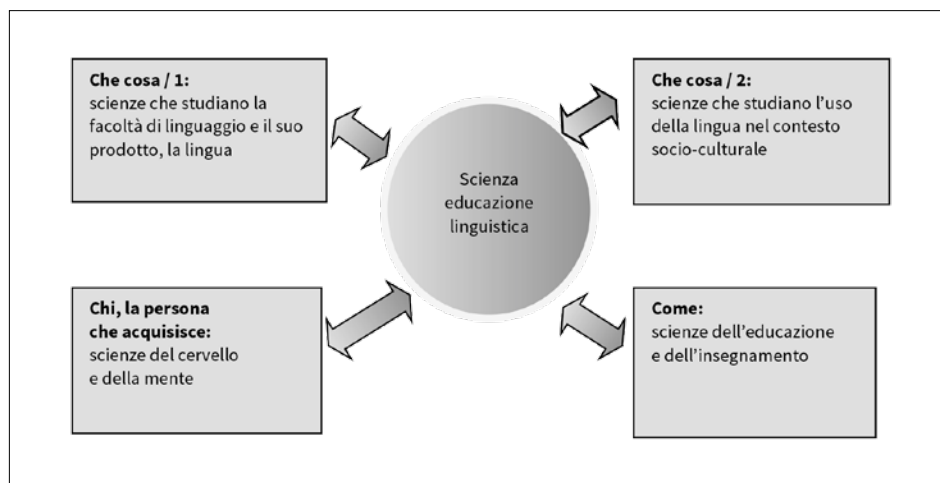 Che cosa / 1:
scienze che studiano la
facoltà di linguaggio e il suo
prodotto, la lingua
Che cosa / 2:
scienze che studiano l'uso
della lingua nel contesto
socio-culturale
Scienza
educazione
linguistica
Chi, la persona
che acquisisce:
scienze del cervello
e della mente
Come:
scienze dell'educazione
e dell'insegnamento